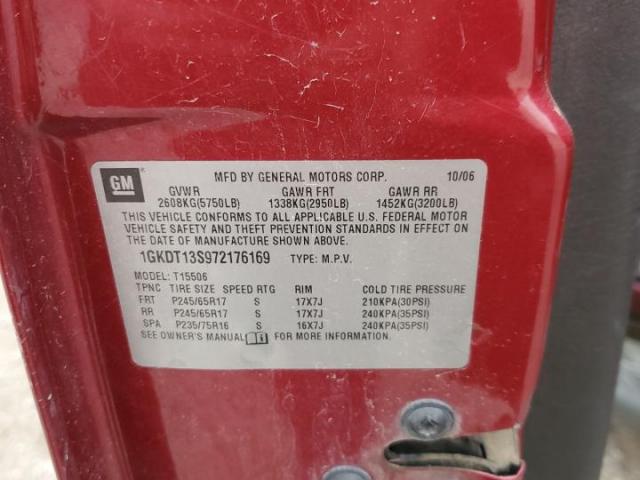 GM
MFD BY GENERAL MOTORS CORP. 10/06
GVWR GAWR FRT GAWR RR
2608KG(5750LB) 1338KG(2950LB) 1452KG(3200LB)
THIS VEHICLE CONFORMS TO ALL APPLICABLE U.S. FEDERAL MOTOR
VEHICLE SAFETY AND THEFT PREVENTION STANDARDS IN EFFECT ON
THE DATE OF MANUFACTURE SHOWN ABOVE.
1GKDT13S972176169 TYPE: M.P.V.
MODEL: T15506
TPNC TIRE SIZE SPEED RTG RIM COLD TIRE PRESSURE
FRT P245/65R17 S 17X7J 210KPA(30PSI)
RR P245/65R17 S 17X7J 240KPA(35PSI)
SPA P235/75R16 S 16X7J 240KPA(35PSI)
SEE OWNER'S MANUAL FOR MORE INFORMATION.